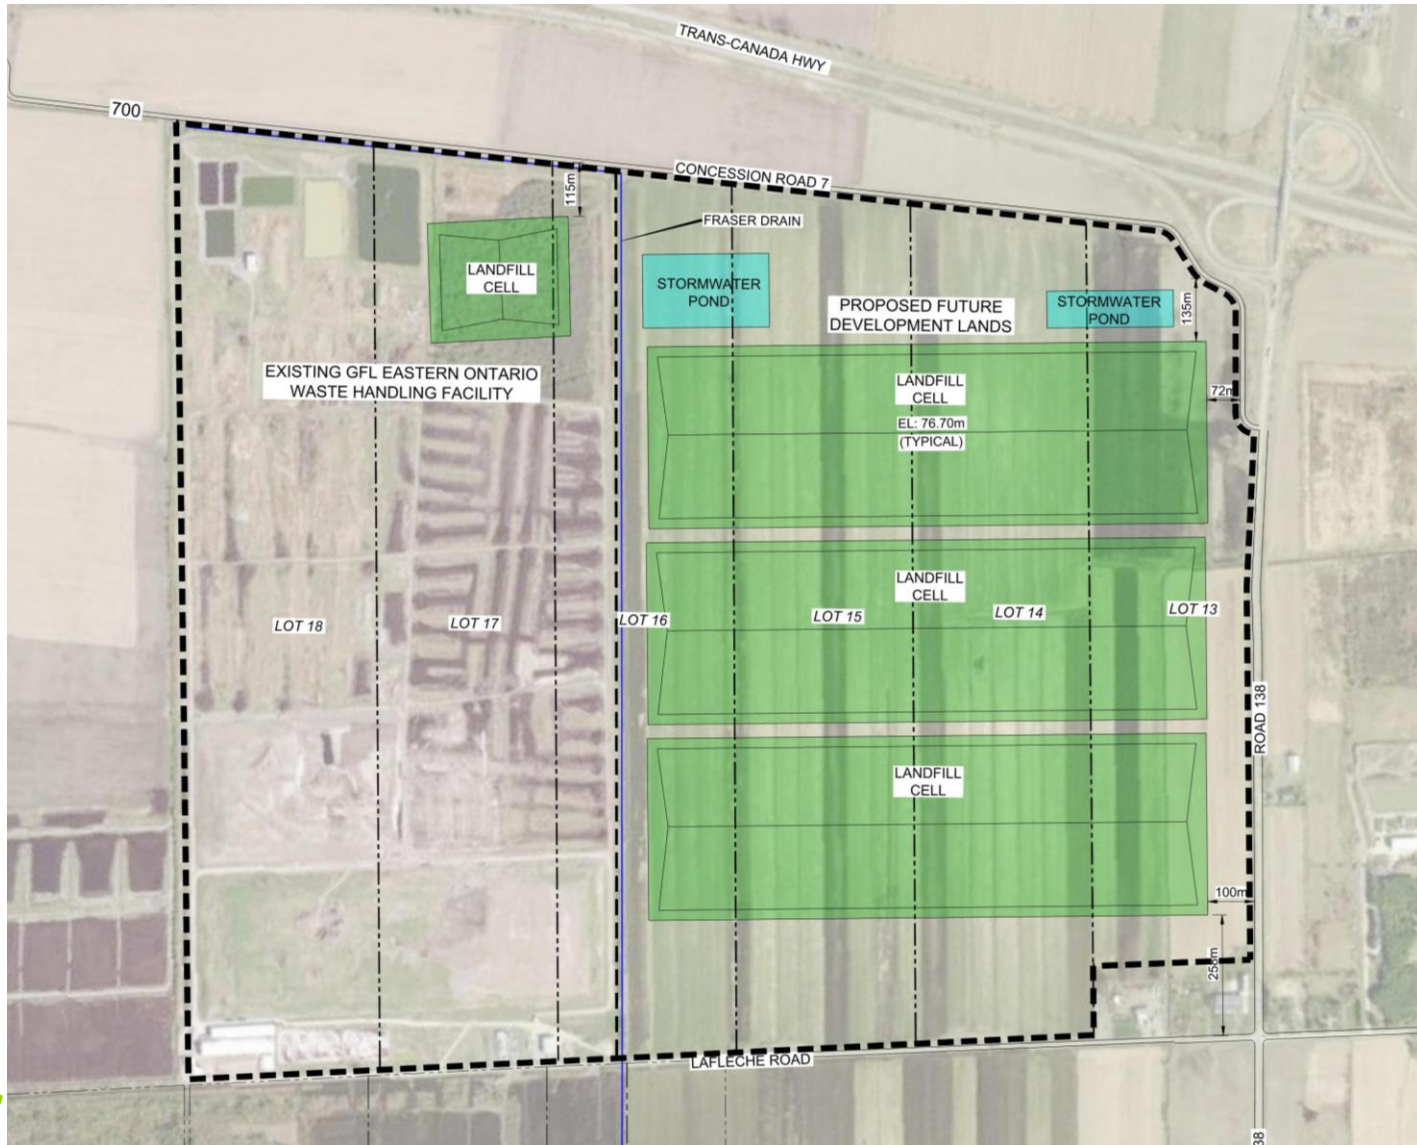 TRANS-CANADA HWY
700
CONCESSION ROAD 7
115m
FRASER DRAIN
LANDFILL
CELL
STORMWATER
POND
PROPOSED FUTURE
DEVELOPMENT LANDS
STORMWATER
POND
135m
EXISTING GFL EASTERN ONTARIO
WASTE HANDLING FACILITY
LANDFILL
CELL
EL: 76.70m
(TYPICAL)
72m
LANDFILL
CELL
LOT 18
LOT 17
LOT 16
LOT 15
LOT 14
LOT 13
ROAD 138
LANDFILL
CELL
100m
LAFLECHE ROAD
38